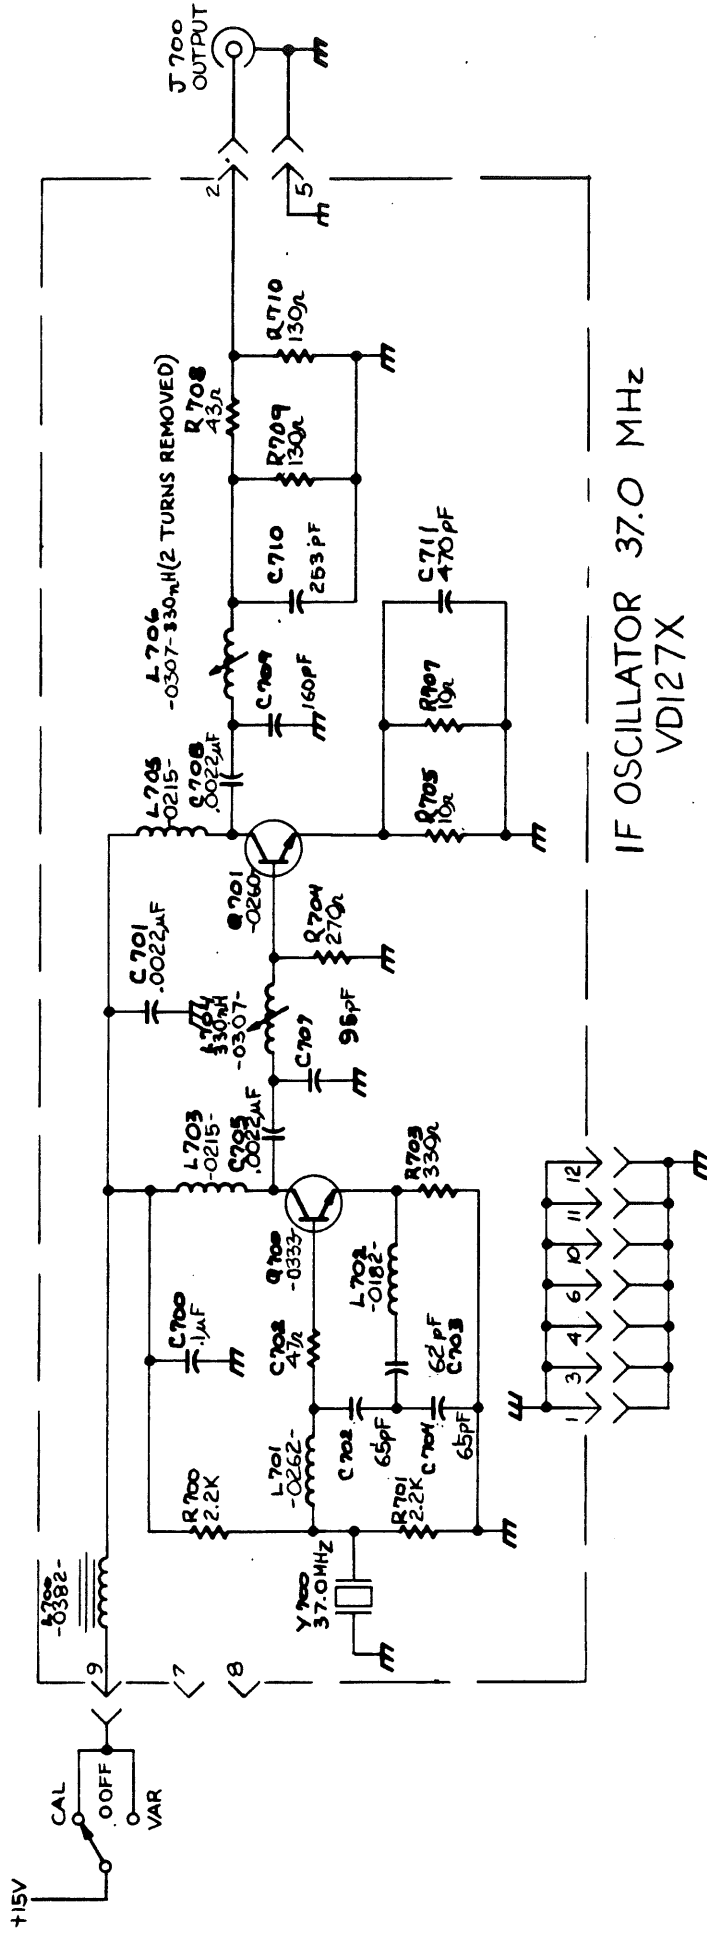 +15V
CAL
OOFF
VAR
9
7
8
L700
-0382-
R700
2.2K
Y700
37.0MHz
L701
-0262-
R701
2.2K
C700
.1µF
C702
47Ω
C702
65pF
C704
65pF
62pF
C703
L702
-0182-
Q700
-0333-
R703
330Ω
L703
-0215-
C705
.0022µF
C701
.0022µF
L704
330nH
-0307-
C707
96pF
R704
270Ω
Q701
-0260-
L705
-0215-
C708
.0022µF
C709
160pF
L706
-0307-330nH(2 TURNS REMOVED)
R705
10Ω
R707
10Ω
C711
470pF
C710
253pF
R709
130Ω
R708
43Ω
R710
130Ω
2
5
J700
OUTPUT
1
3
4
6
10
11
12
IF OSCILLATOR 37.0 MHz
VD127X